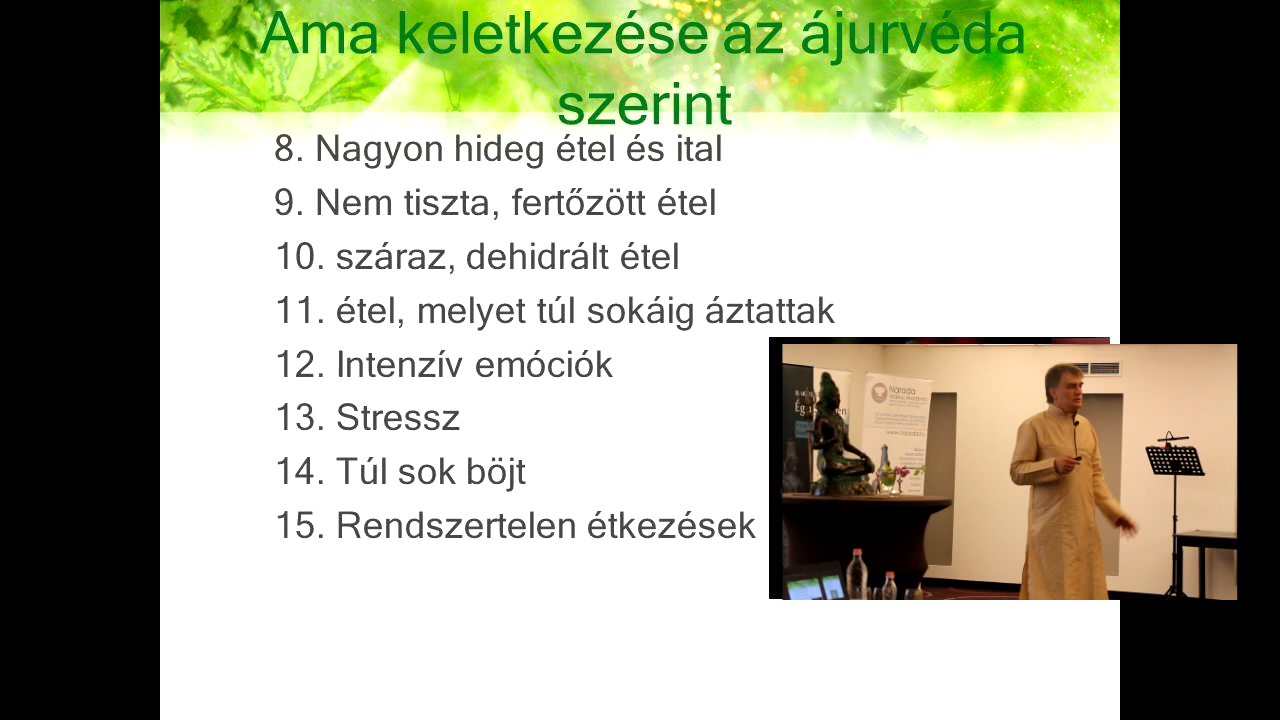 Ama keletkezése az ájurvéda
szerint
8. Nagyon hideg étel és ital
9. Nem tiszta, fertőzött étel
10. száraz, dehidrált étel
11. étel, melyet túl sokáig áztattak
12. Intenzív emóciók
13. Stressz
14. Túl sok böjt
15. Rendszertelen étkezések
Narada